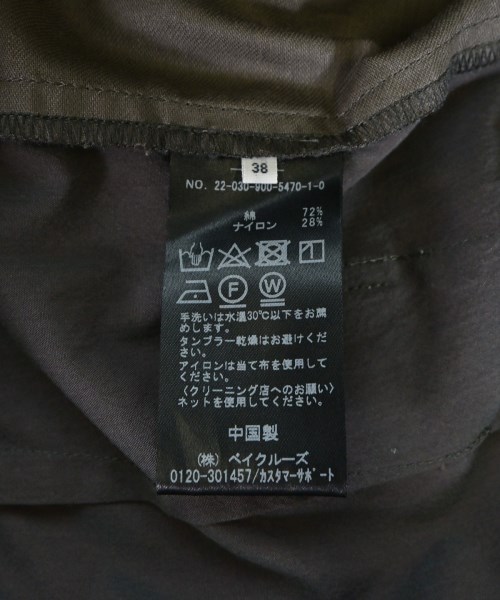 38
NO. 22-030-900-5470-1-0
綿 72%
ナイロン 28%
F W
手洗いは水温30℃以下をお薦
めします。
タンブラー乾燥はお避けくだ
さい。
アイロンは当て布を使用して
ください。
〈クリーニング店へのお願い〉
ネットを使用してください。
中国製
(株) ベイクルーズ
0120-301457/カスタマーサポート